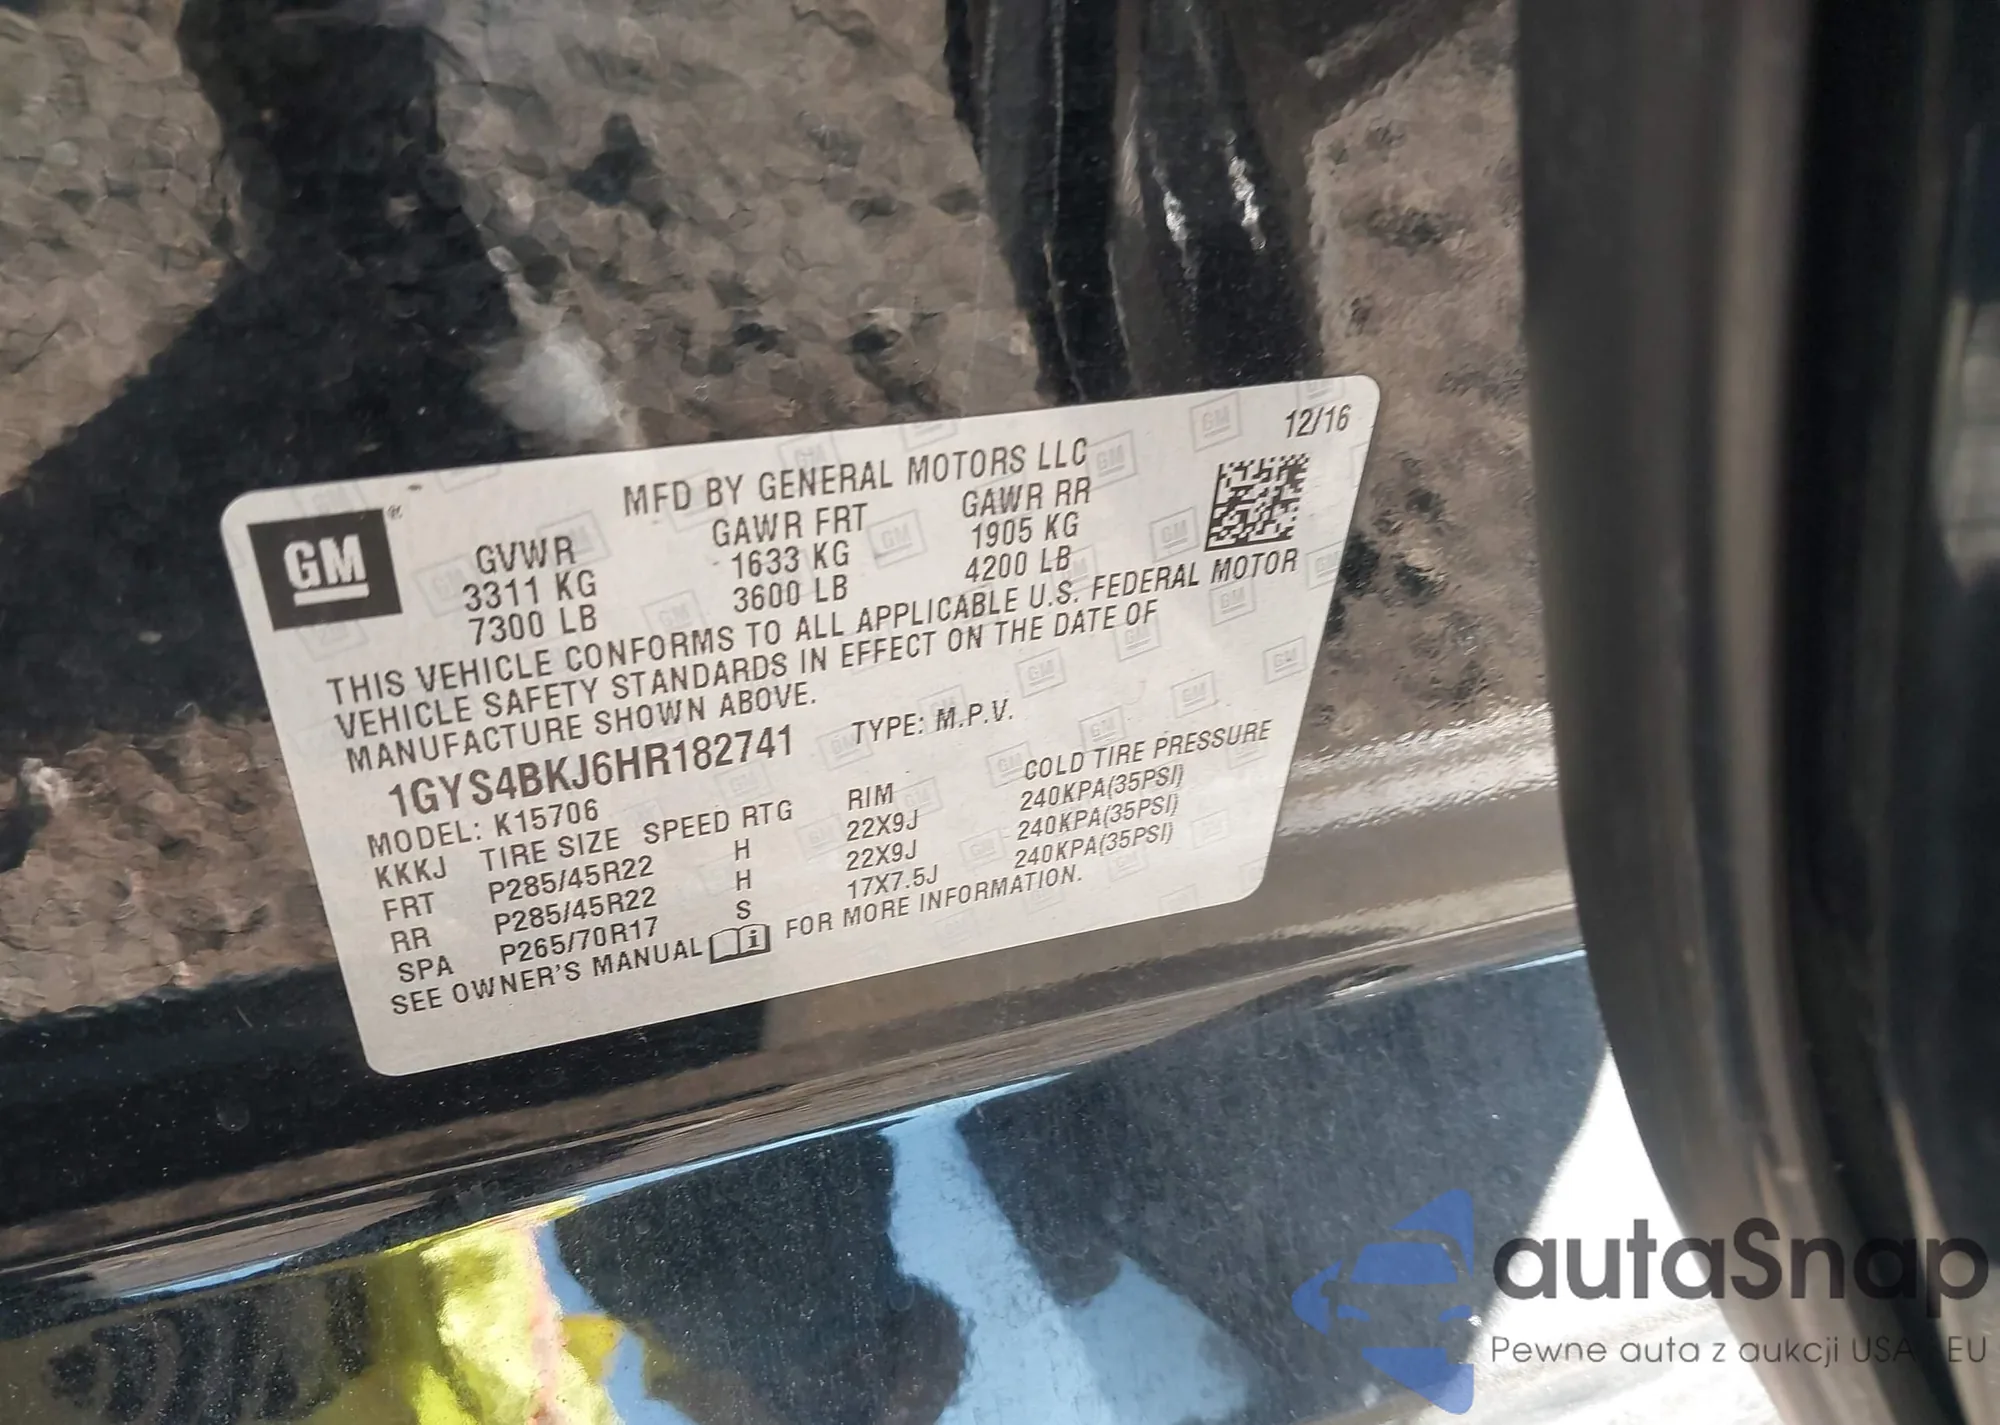 12/16
GM®
MFD BY GENERAL MOTORS LLC
GVWR GAWR FRT GAWR RR
3311 KG 1633 KG 1905 KG
7300 LB 3600 LB 4200 LB
THIS VEHICLE CONFORMS TO ALL APPLICABLE U.S. FEDERAL MOTOR
VEHICLE SAFETY STANDARDS IN EFFECT ON THE DATE OF
MANUFACTURE SHOWN ABOVE.
1GYS4BKJ6HR182741 TYPE: M.P.V.
MODEL: K15706
KKKJ TIRE SIZE SPEED RTG RIM COLD TIRE PRESSURE
FRT P285/45R22 H 22X9J 240KPA(35PSI)
RR P285/45R22 H 22X9J 240KPA(35PSI)
SPA P265/70R17 S 17X7.5J 240KPA(35PSI)
SEE OWNER'S MANUAL FOR MORE INFORMATION.
autaSnap
Pewne auta z aukcji USA EU